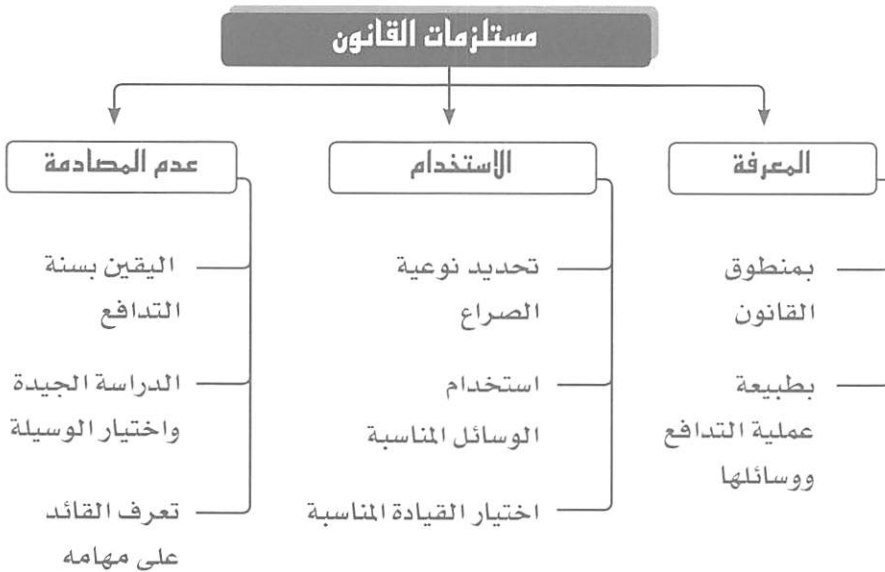 مستلزمات القانون
المعرفة
بمنطوق
القانون
بطبيعة
عملية التدافع
ووسائلها
الاستخدام
تحديد نوعية
الصراع
استخدام
الوسائل المناسبة
اختيار القيادة المناسبة
عدم المصادمة
اليقين بسنة
التدافع
الدراسة الجيدة
واختيار الوسيلة
تعرف القائد
على مهامه